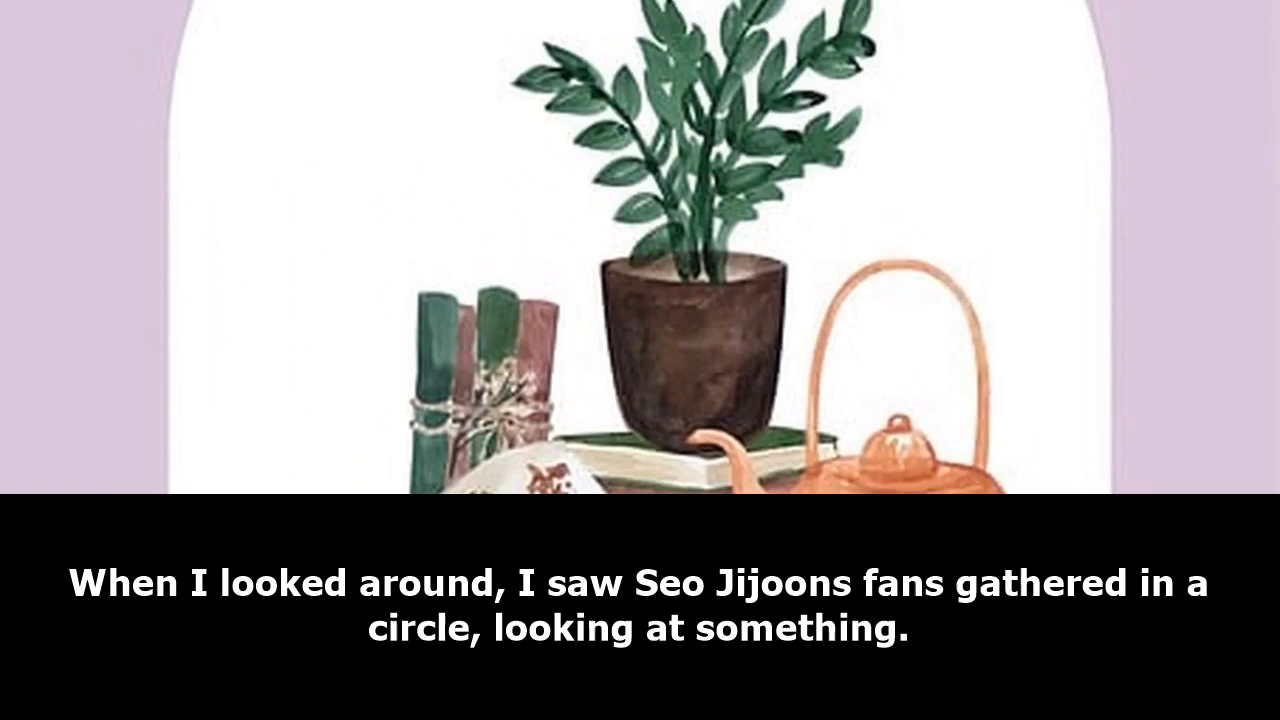 When I looked around, I saw Seo Jijoons fans gathered in a
circle, looking at something.